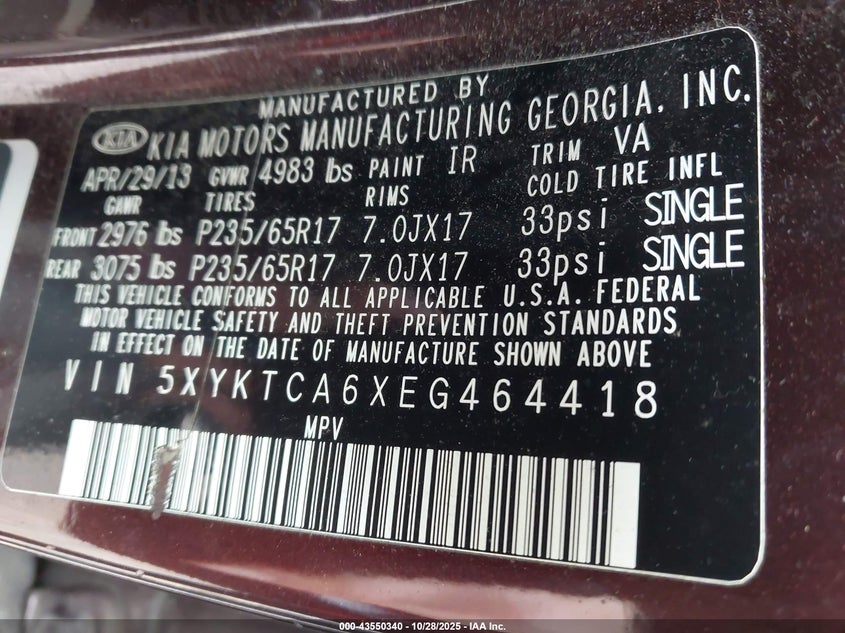 MANUFACTURED BY
KIA KIA MOTORS MANUFACTURING GEORGIA, INC.
APR/29/13 GVWR 4983 lbs PAINT IR TRIM VA
GAWR TIRES RIMS COLD TIRE INFL
FRONT 2976 lbs P235/65R17 7.0JX17 33psi SINGLE
REAR 3075 lbs P235/65R17 7.0JX17 33psi SINGLE
THIS VEHICLE CONFORMS TO ALL APPLICABLE U.S.A. FEDERAL
MOTOR VEHICLE SAFETY AND THEFT PREVENTION STANDARDS
IN EFFECT ON THE DATE OF MANUFACTURE SHOWN ABOVE
VIN 5XYKTCA6XEG464418
MPV
000-43550340 - 10/28/2025 - IAA Inc.